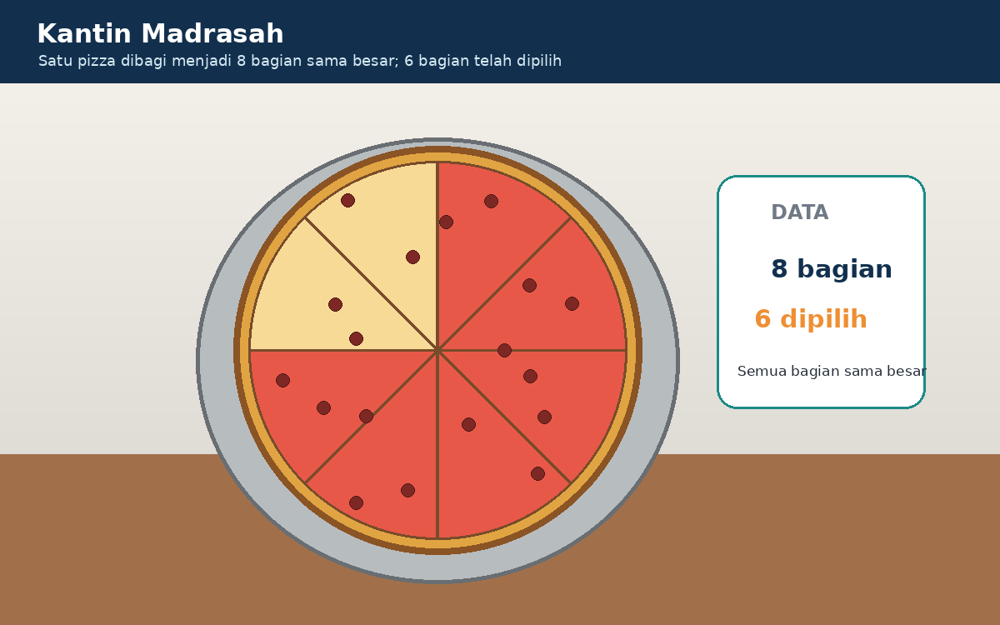 Kantin Madrasah
Satu pizza dibagi menjadi 8 bagian sama besar; 6 bagian telah dipilih
DATA
8 bagian
6 dipilih
Semua bagian sama besar